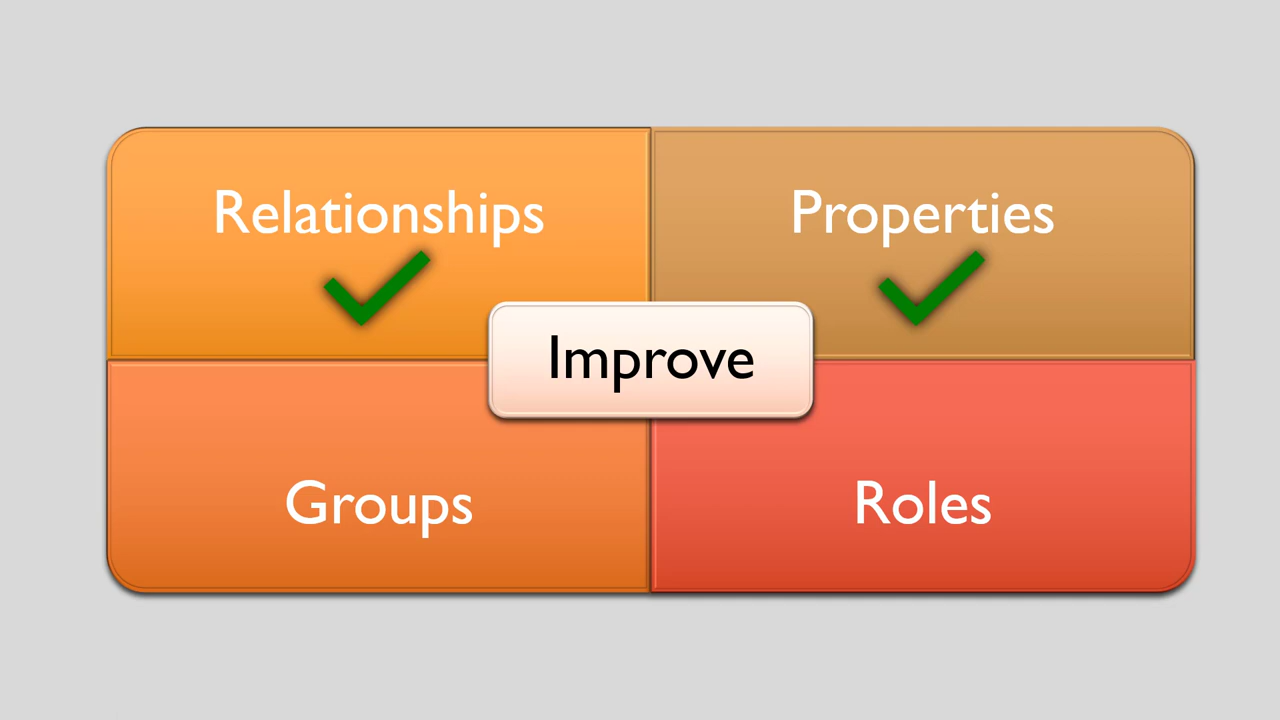 Relationships
Properties
Improve
Groups
Roles